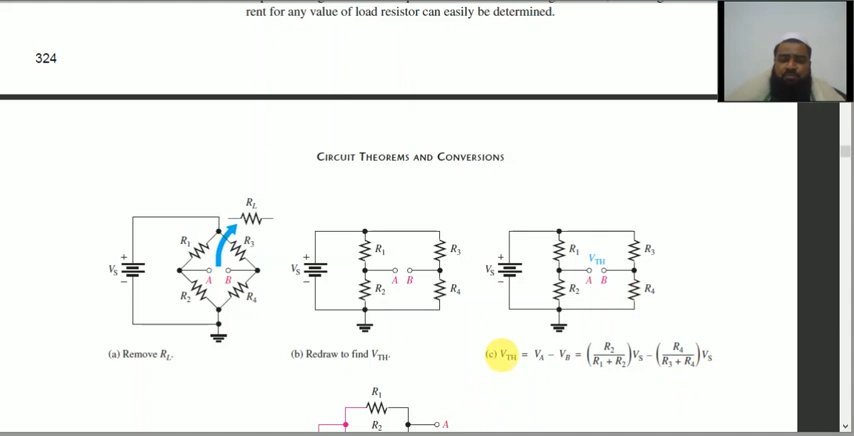 rent for any value of load resistor can easily be determined.
324
CIRCUIT THEOREMS AND CONVERSIONS
RL
R1
R3
VS
+
–
A B
R2
R4
(a) Remove RL.
VS
+
–
R1
R3
A B
R2
R4
(b) Redraw to find VTH.
VS
+
–
R1
R3
VTH
A B
R2
R4
(c) VTH = VA – VB = (R2 / R1 + R2)VS – (R4 / R3 + R4)VS
R1
R2
A